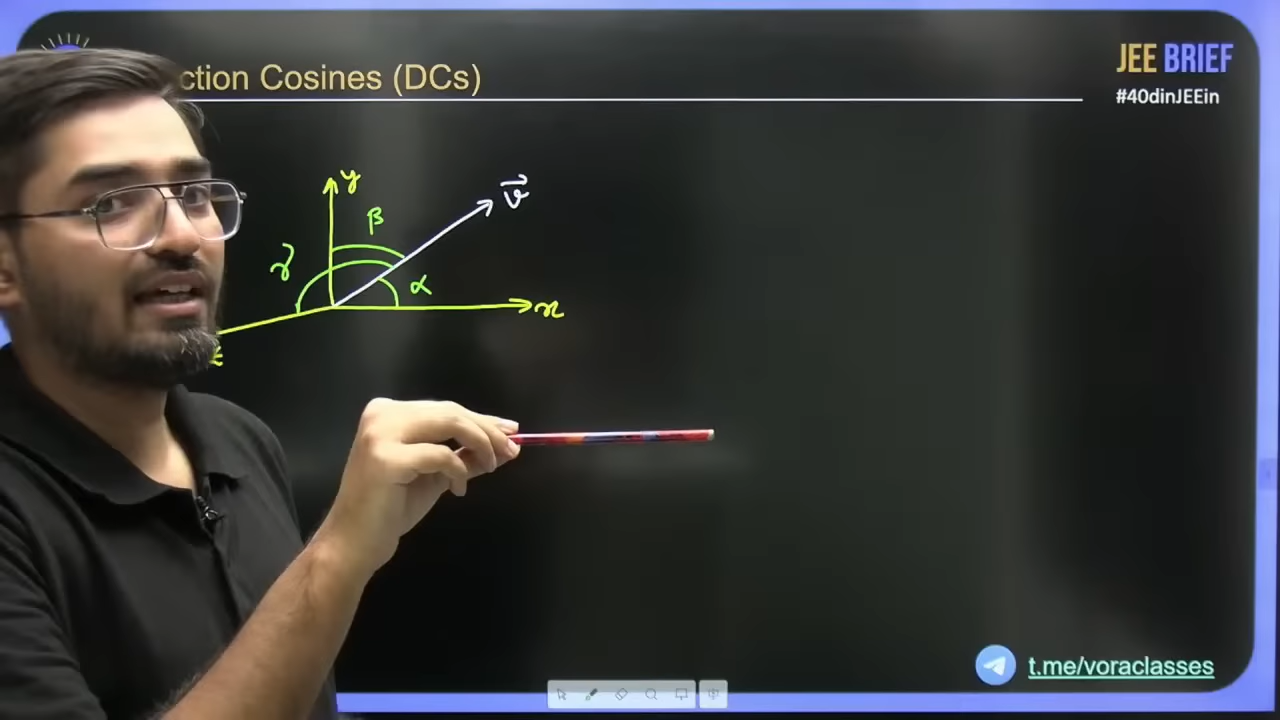 ction Cosines (DCs)
JEE BRIEF
#40dinJEEin
y
v⃗
β
γ
α
x
z
t.me/voraclasses